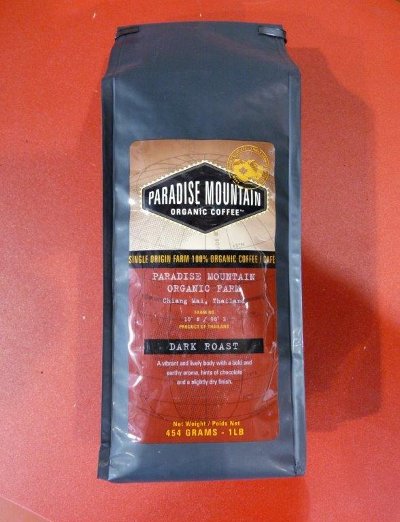 PARADISE MOUNTAIN
ORGANIC COFFEE™
SINGLE ORIGIN FARM 100% ORGANIC COFFEE / CAFE
PARADISE MOUNTAIN
ORGANIC FARM
Chiang Mai, Thailand
PRODUCT OF THAILAND
DARK ROAST
A vibrant and lively body with a bold and
earthy aroma, hints of chocolate
and a slightly dry finish.
Net Weight / Poids Net
454 GRAMS - 1LB